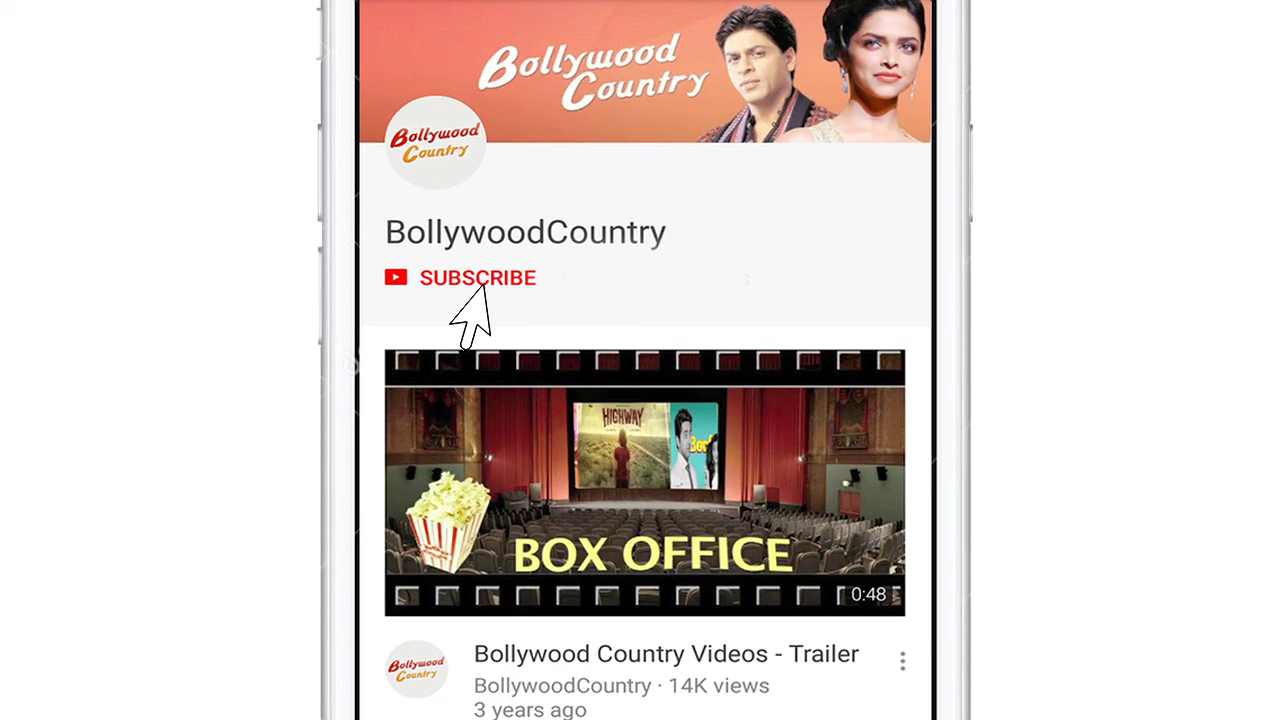 Bollywood
Country
Bollywood
Country
BollywoodCountry
SUBSCRIBE
HIGHWAY
BOX OFFICE
0:48
Bollywood Country Videos - Trailer
Bollywood
Country
BollywoodCountry · 14K views
3 years ago